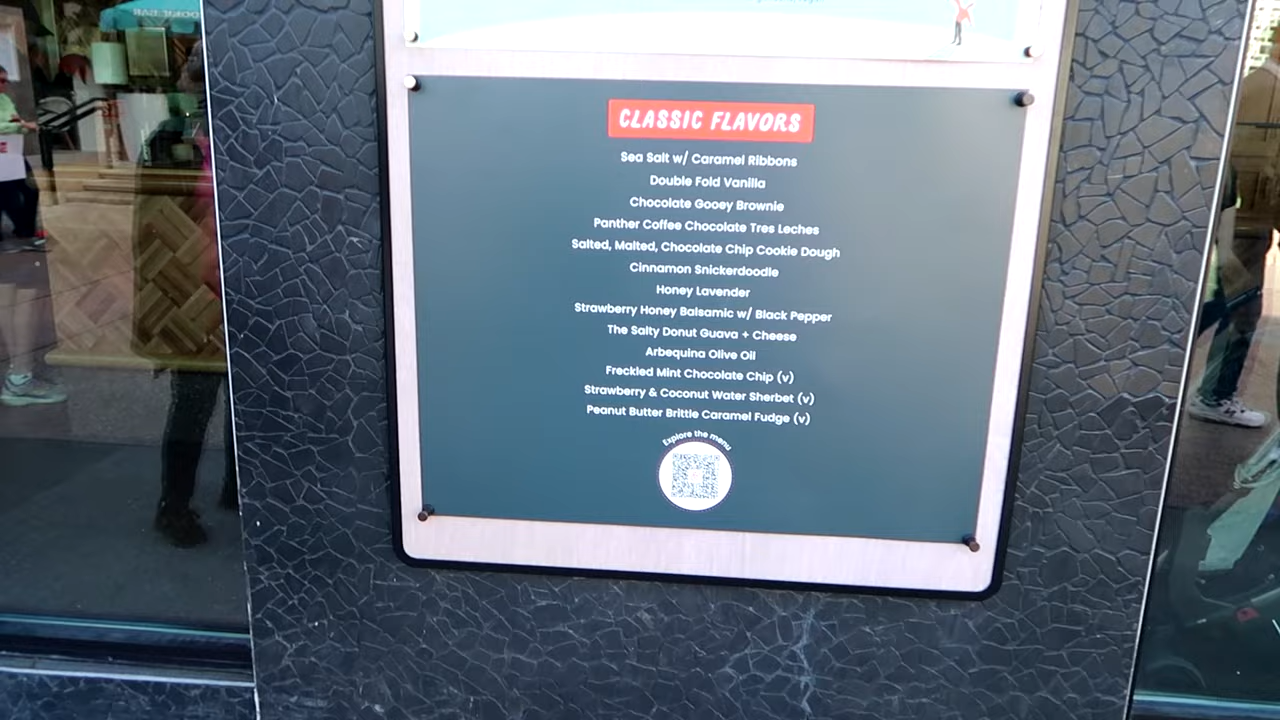 CLASSIC FLAVORS
Sea Salt w/ Caramel Ribbons
Double Fold Vanilla
Chocolate Gooey Brownie
Panther Coffee Chocolate Tres Leches
Salted, Malted, Chocolate Chip Cookie Dough
Cinnamon Snickerdoodle
Honey Lavender
Strawberry Honey Balsamic w/ Black Pepper
The Salty Donut Guava + Cheese
Arbequina Olive Oil
Freckled Mint Chocolate Chip (v)
Strawberry & Coconut Water Sherbet (v)
Peanut Butter Brittle Caramel Fudge (v)
Explore the menu